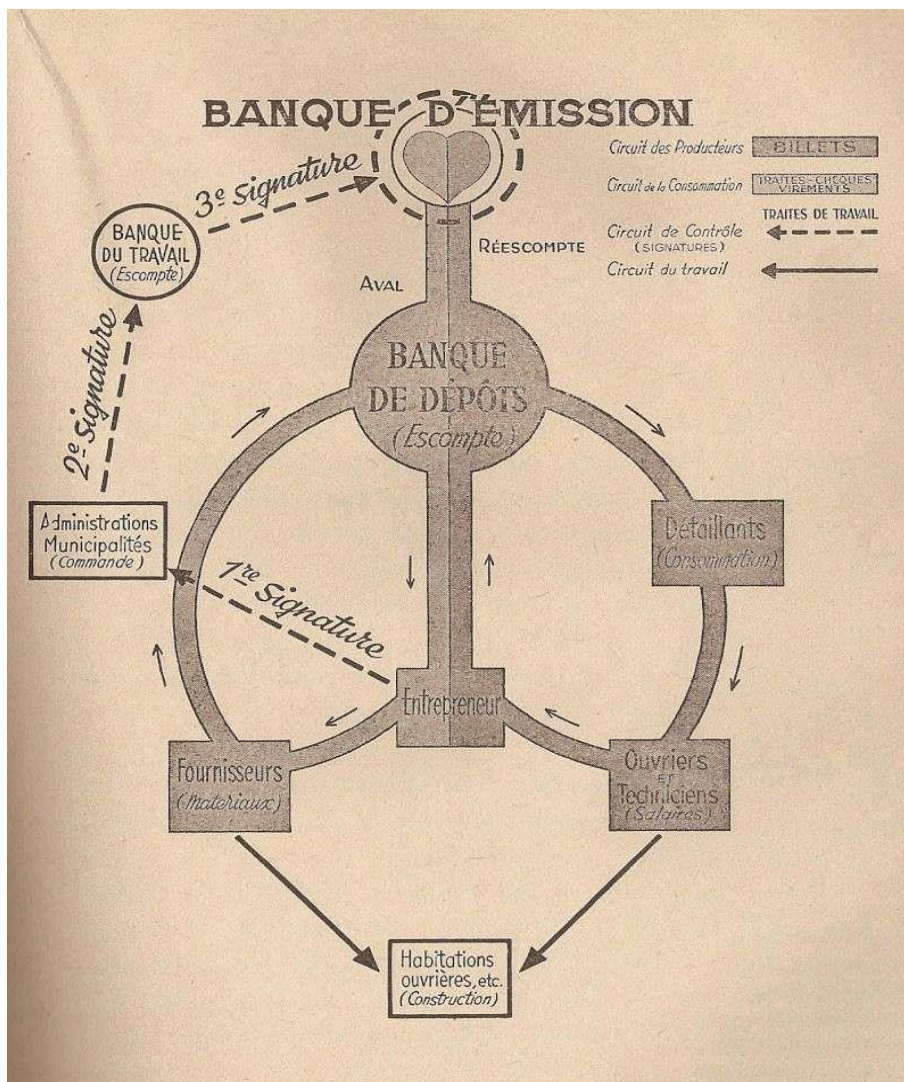 BANQUE D'ÉMISSION
Circuit des Producteurs
BILLETS
Circuit de la Consommation
TRAITES-CHÈQUES
VIREMENTS
TRAITES DE TRAVAIL
Circuit de Contrôle
(SIGNATURES)
Circuit du travail
3e Signature
BANQUE
DU TRAVAIL
(Escompte)
RÉESCOMPTE
AVAL
BANQUE
DE DÉPÔTS
(Escompte)
2e Signature
Administrations
Municipalités
(Commande)
1re Signature
Détaillants
(Consommation)
Entrepreneur
Fournisseurs
(Matériaux)
Ouvriers
ET
Techniciens
(Salaires)
Habitations
ouvrières, etc.
(Construction)